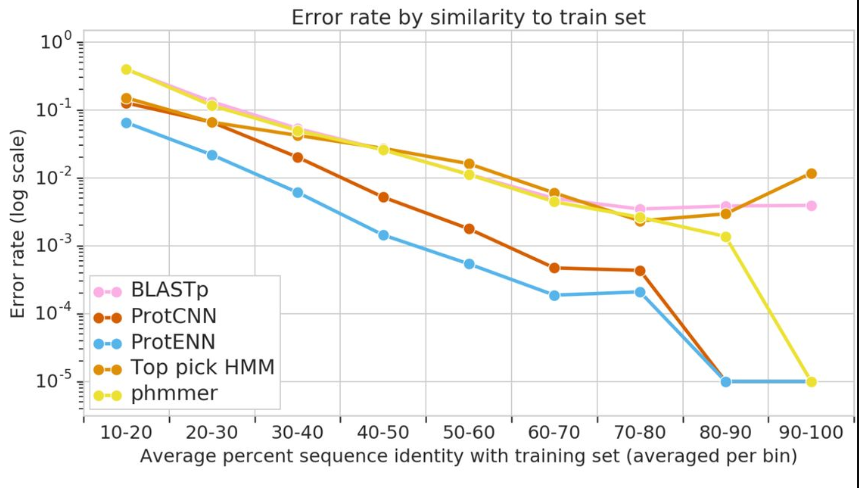 Error rate by similarity to train set
Error rate (log scale)
10^0
10^-1
10^-2
10^-3
10^-4
10^-5
BLASTp
ProtCNN
ProtENN
Top pick HMM
phmmer
10-20 20-30 30-40 40-50 50-60 60-70 70-80 80-90 90-100
Average percent sequence identity with training set (averaged per bin)